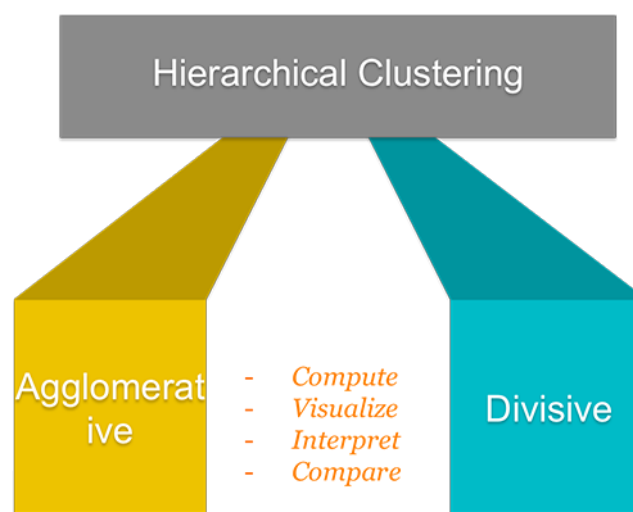 Hierarchical Clustering
Agglomerat
ive
- Compute
- Visualize
- Interpret
- Compare
Divisive